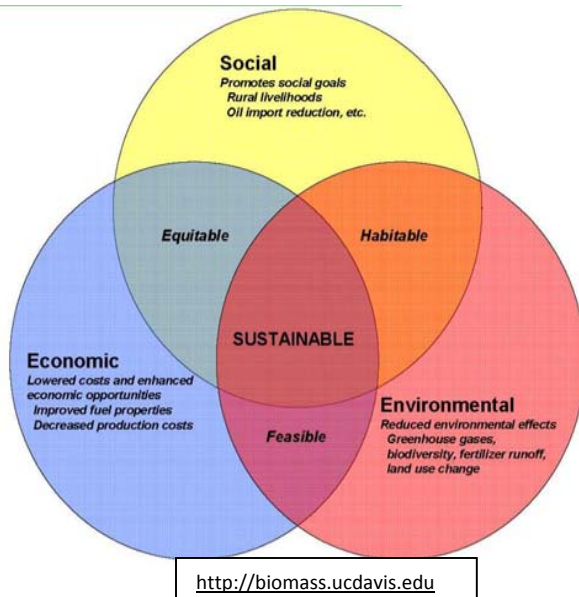 Social
Promotes social goals
Rural livelihoods
Oil import reduction, etc.
Equitable
Habitable
SUSTAINABLE
Economic
Lowered costs and enhanced
economic opportunities
Improved fuel properties
Decreased production costs
Feasible
Environmental
Reduced environmental effects
Greenhouse gases,
biodiversity, fertilizer runoff,
land use change
http://biomass.ucdavis.edu